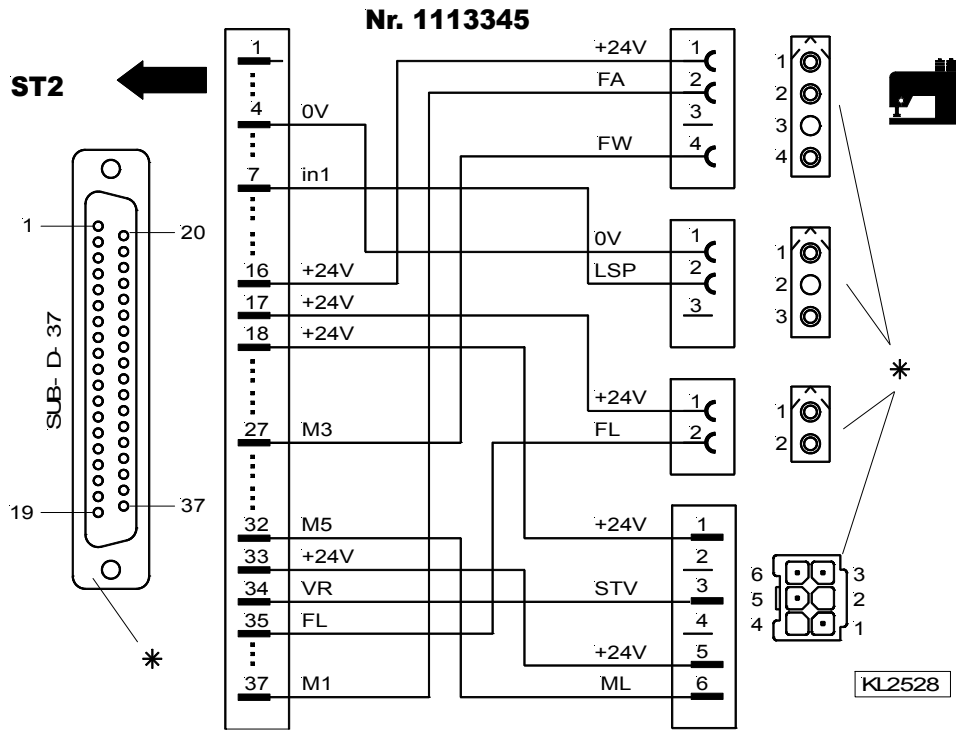 Nr. 1113345
ST2
SUB- D- 37
1
20
19
37
1
4 0V
7 in1
16 +24V
17 +24V
18 +24V
27 M3
32 M5
33 +24V
34 VR
35 FL
37 M1
+24V 1
FA 2
3
FW 4
0V 1
LSP 2
3
+24V 1
FL 2
+24V 1
2
STV 3
4
+24V 5
ML 6
1
2
3
4
1
2
3
1
2
6 3
5 2
4 1
*
*
KL2528